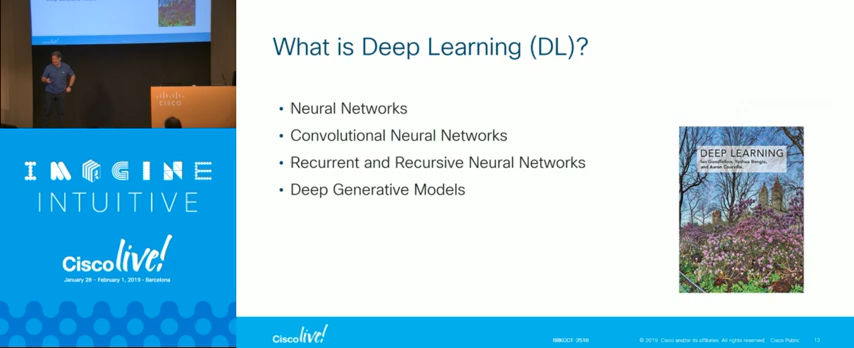 What is Deep Learning (DL)?
• Neural Networks
• Convolutional Neural Networks
• Recurrent and Recursive Neural Networks
• Deep Generative Models
DEEP LEARNING
Ian Goodfellow, Yoshua Bengio,
and Aaron Courville
cisco
IMAGINE
INTUITIVE
Cisco live!
January 28 - February 1, 2019 • Barcelona
Cisco live!
© 2019 Cisco and/or its affiliates. All rights reserved. Cisco Public